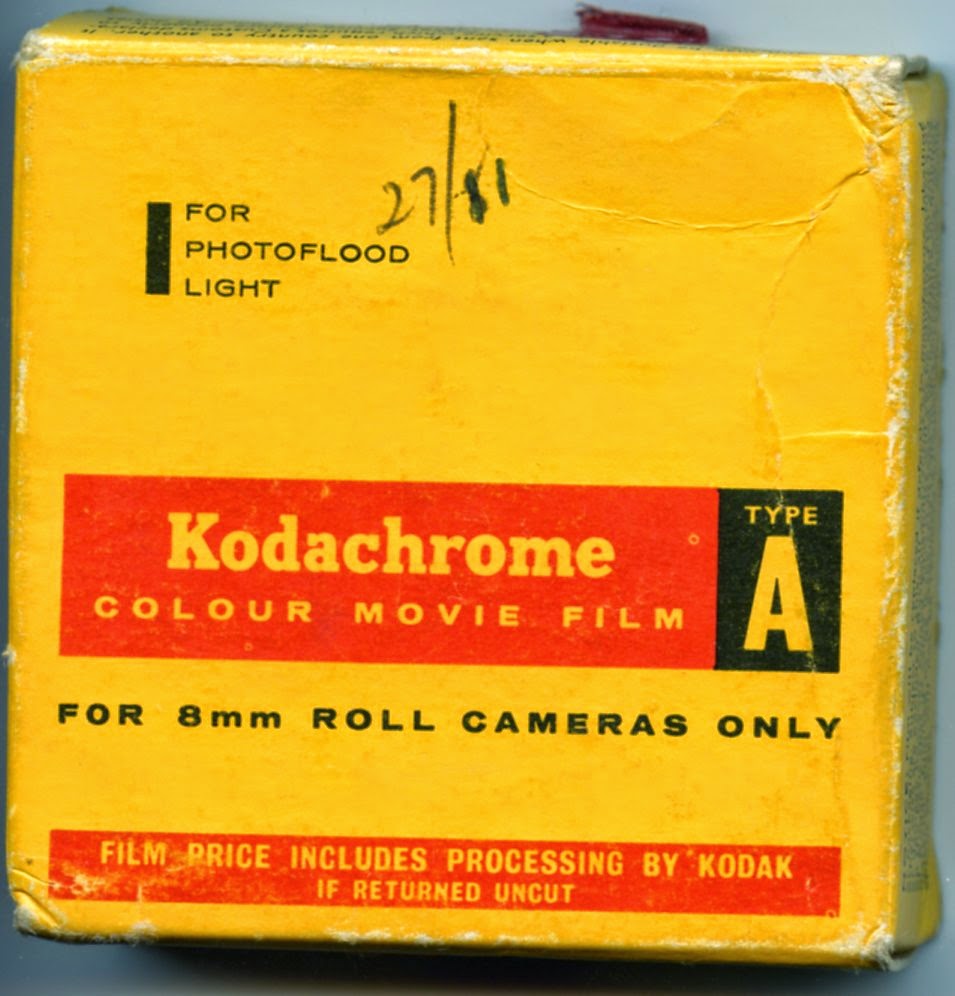 27/81
FOR
PHOTOFLOOD
LIGHT
Kodachrome
COLOUR MOVIE FILM
TYPE
A
FOR 8mm ROLL CAMERAS ONLY
FILM PRICE INCLUDES PROCESSING BY KODAK
IF RETURNED UNCUT